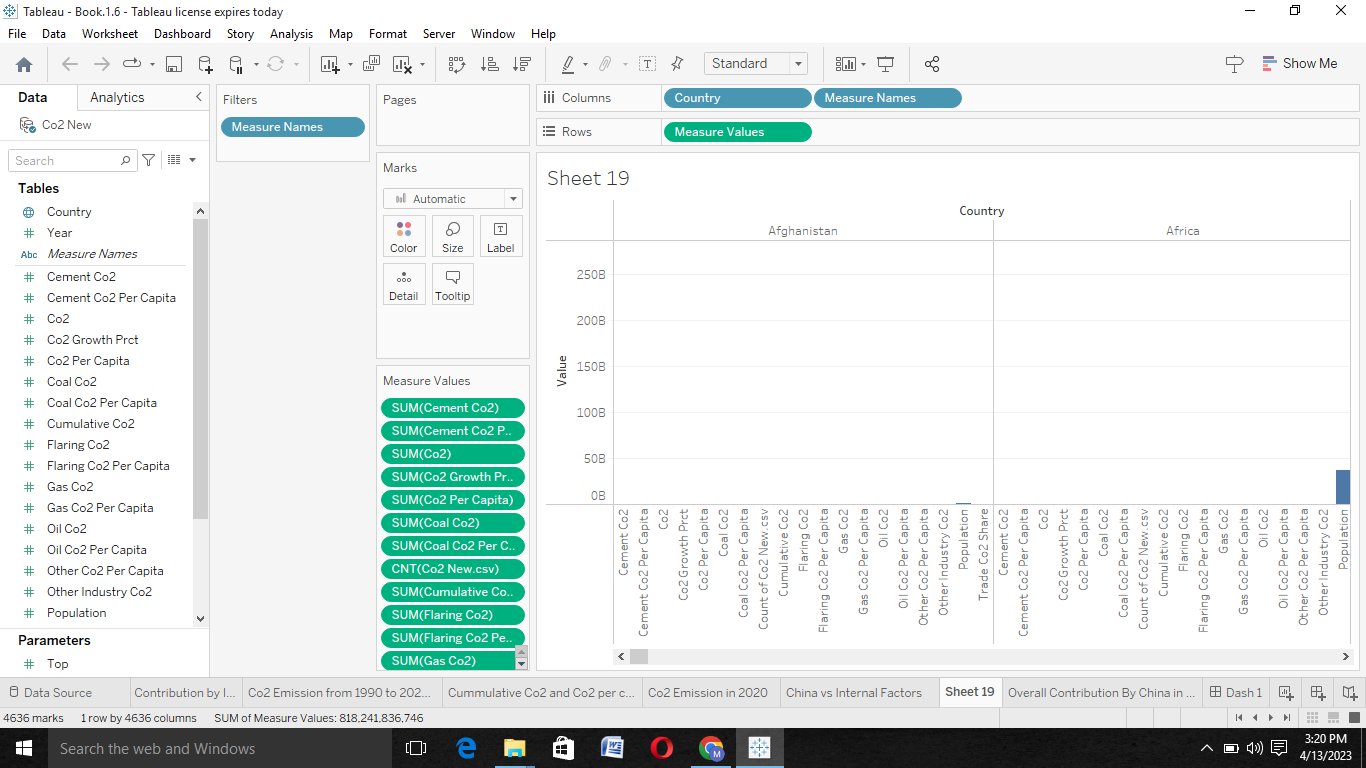 Tableau - Book.1.6 - Tableau license expires today
File Data Worksheet Dashboard Story Analysis Map Format Server Window Help
Standard
Show Me
Data Analytics
Co2 New
Search
Tables
Country
Year
Abc Measure Names
Cement Co2
Cement Co2 Per Capita
Co2
Co2 Growth Prct
Co2 Per Capita
Coal Co2
Coal Co2 Per Capita
Cumulative Co2
Flaring Co2
Flaring Co2 Per Capita
Gas Co2
Gas Co2 Per Capita
Oil Co2
Oil Co2 Per Capita
Other Co2 Per Capita
Other Industry Co2
Population
Parameters
Top
Filters
Measure Names
Pages
Marks
Automatic
Color Size Label
Detail Tooltip
Measure Values
SUM(Cement Co2)
SUM(Cement Co2 P..
SUM(Co2)
SUM(Co2 Growth Pr..
SUM(Co2 Per Capita)
SUM(Coal Co2)
SUM(Coal Co2 Per C..
CNT(Co2 New.csv)
SUM(Cumulative Co..
SUM(Flaring Co2)
SUM(Flaring Co2 Pe..
SUM(Gas Co2)
Columns Country Measure Names
Rows Measure Values
Sheet 19
Country
Afghanistan Africa
Value
250B
200B
150B
100B
50B
0B
Cement Co2
Cement Co2 Per Capita
Co2
Co2 Growth Prct
Co2 Per Capita
Coal Co2
Coal Co2 Per Capita
Count of Co2 New.csv
Cumulative Co2
Flaring Co2
Flaring Co2 Per Capita
Gas Co2
Gas Co2 Per Capita
Oil Co2
Oil Co2 Per Capita
Other Co2 Per Capita
Other Industry Co2
Population
Trade Co2 Share
Cement Co2
Cement Co2 Per Capita
Co2
Co2 Growth Prct
Co2 Per Capita
Coal Co2
Coal Co2 Per Capita
Count of Co2 New.csv
Cumulative Co2
Flaring Co2
Flaring Co2 Per Capita
Gas Co2
Gas Co2 Per Capita
Oil Co2
Oil Co2 Per Capita
Other Co2 Per Capita
Other Industry Co2
Population
Data Source Contribution by I... Co2 Emission from 1990 to 202... Cummulative Co2 and Co2 per c... Co2 Emission in 2020 China vs Internal Factors Sheet 19 Overall Contribution By China in ... Dash 1
4636 marks 1 row by 4636 columns SUM of Measure Values: 818,241,836,746
Search the web and Windows
W
M
3:20 PM
4/13/2023